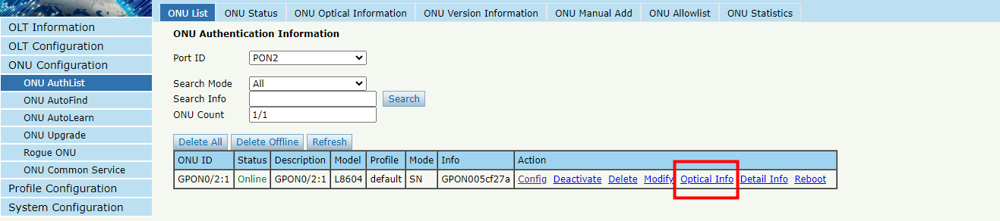 ONU List ONU Status ONU Optical Information ONU Version Information ONU Manual Add ONU Allowlist ONU Statistics
OLT Information
OLT Configuration
ONU Configuration
ONU AuthList
ONU AutoFind
ONU AutoLearn
ONU Upgrade
Rogue ONU
ONU Common Service
Profile Configuration
System Configuration
ONU Authentication Information
Port ID PON2
Search Mode All
Search Info Search
ONU Count 1/1
Delete All Delete Offline Refresh
ONU ID Status Description Model Profile Mode Info Action
GPON0/2:1 Online GPON0/2:1 L8604 default SN GPON005cf27a Config Deactivate Delete Modify Optical Info Detail Info Reboot